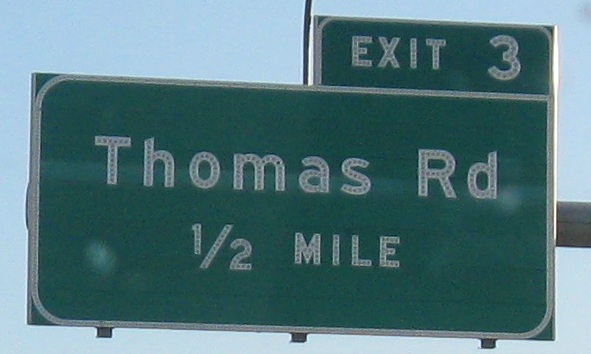 EXIT 3
Thomas Rd
1/2 MILE